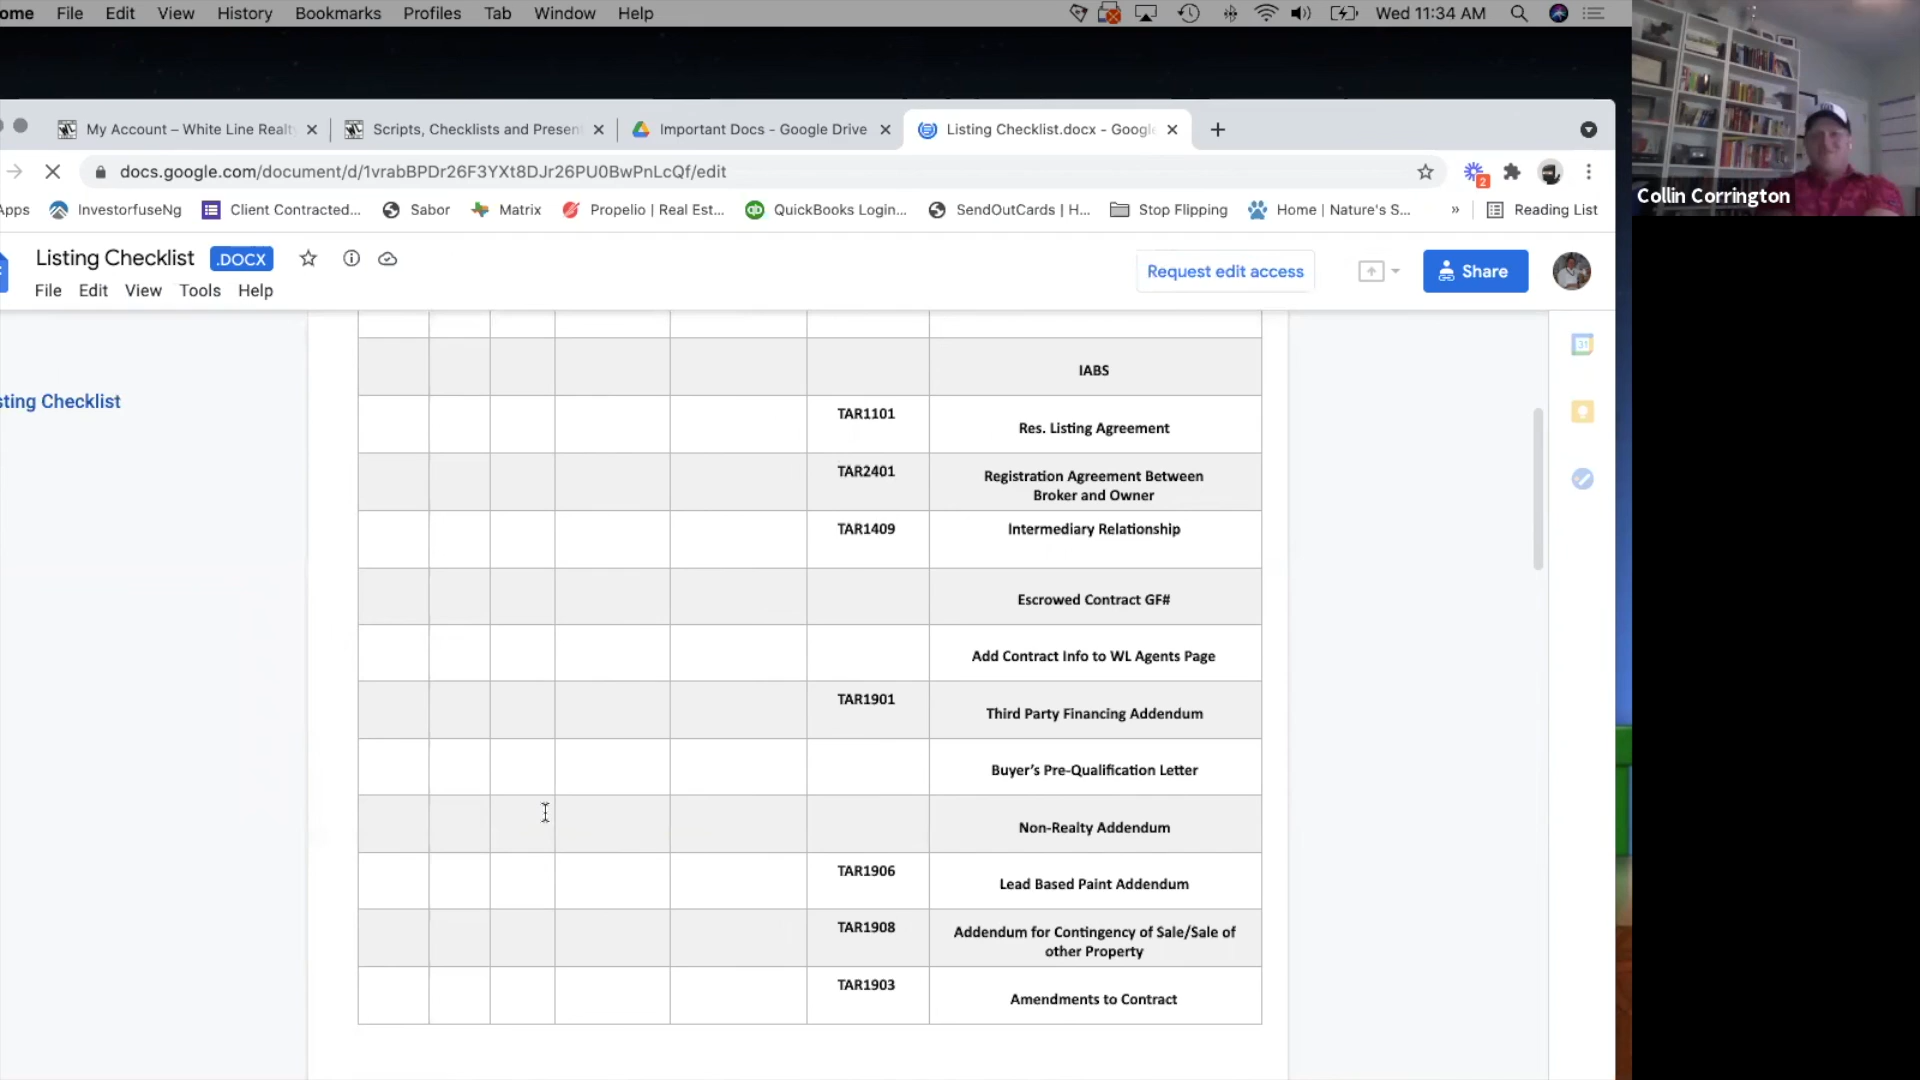 ome File Edit View History Bookmarks Profiles Tab Window Help Wed 11:34 AM
My Account – White Line Realt
Scripts, Checklists and Presen
Important Docs - Google Drive
Listing Checklist.docx - Googl
docs.google.com/document/d/1vrabBPDr26F3YXt8DJr26PU0BwPnLcQf/edit
2
Apps InvestorfuseNg Client Contracted... Sabor Matrix Propelio | Real Est... QuickBooks Login... SendOutCards | H... Stop Flipping Home | Nature's S... » Reading List
Collin Corrington
Listing Checklist .DOCX
File Edit View Tools Help
Request edit access
Share
31
sting Checklist
IABS
TAR1101 Res. Listing Agreement
TAR2401 Registration Agreement Between
Broker and Owner
TAR1409 Intermediary Relationship
Escrowed Contract GF#
Add Contract Info to WL Agents Page
TAR1901 Third Party Financing Addendum
Buyer’s Pre-Qualification Letter
Non-Realty Addendum
TAR1906 Lead Based Paint Addendum
TAR1908 Addendum for Contingency of Sale/Sale of
other Property
TAR1903 Amendments to Contract